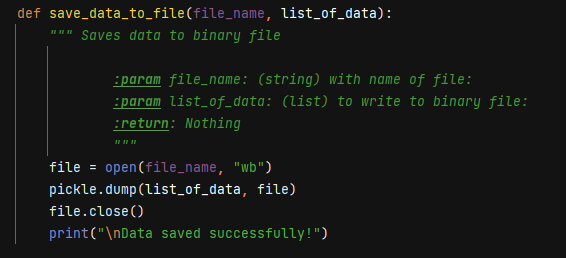 def save_data_to_file(file_name, list_of_data):
    """ Saves data to binary file

            :param file_name: (string) with name of file:
            :param list_of_data: (list) to write to binary file:
            :return: Nothing
            """
    file = open(file_name, "wb")
    pickle.dump(list_of_data, file)
    file.close()
    print("\nData saved successfully!")